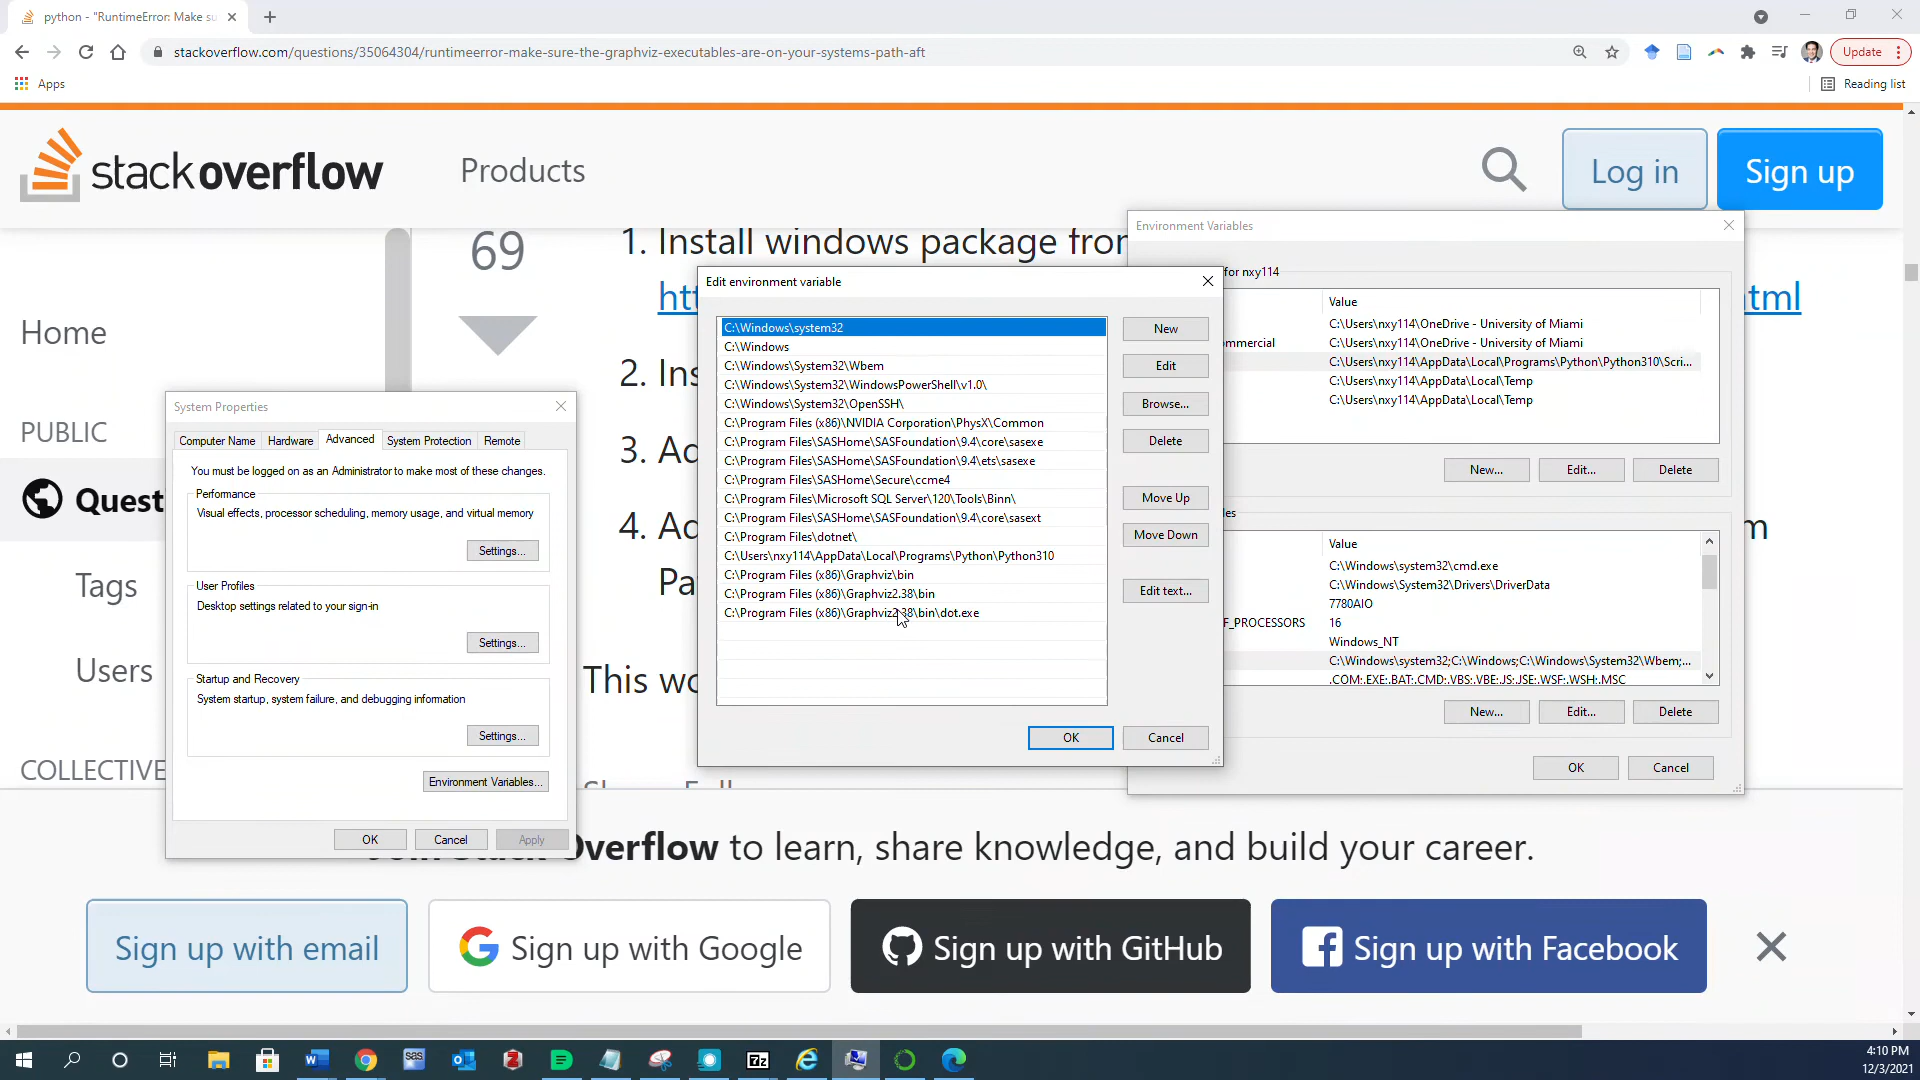 python - "RuntimeError: Make su
stackoverflow.com/questions/35064304/runtimeerror-make-sure-the-graphviz-executables-are-on-your-systems-path-aft
Update
Apps
Reading list
stackoverflow
Products
Log in
Sign up
Home
PUBLIC
Quest
Tags
Users
COLLECTIVE
69
1. Install windows package fror
htt
tml
2. Ins
3. Ad
4. Ad
m
Pa
This wo
System Properties
Computer Name
Hardware
Advanced
System Protection
Remote
You must be logged on as an Administrator to make most of these changes.
Performance
Visual effects, processor scheduling, memory usage, and virtual memory
Settings...
User Profiles
Desktop settings related to your sign-in
Settings...
Startup and Recovery
System startup, system failure, and debugging information
Settings...
Environment Variables...
OK
Cancel
Apply
Edit environment variable
C:\Windows\system32
C:\Windows
C:\Windows\System32\Wbem
C:\Windows\System32\WindowsPowerShell\v1.0\
C:\Windows\System32\OpenSSH\
C:\Program Files (x86)\NVIDIA Corporation\PhysX\Common
C:\Program Files\SASHome\SASFoundation\9.4\core\sasexe
C:\Program Files\SASHome\SASFoundation\9.4\ets\sasexe
C:\Program Files\SASHome\Secure\ccme4
C:\Program Files\Microsoft SQL Server\120\Tools\Binn\
C:\Program Files\SASHome\SASFoundation\9.4\core\sasext
C:\Program Files\dotnet\
C:\Users\nxy114\AppData\Local\Programs\Python\Python310
C:\Program Files (x86)\Graphviz\bin
C:\Program Files (x86)\Graphviz2.38\bin
C:\Program Files (x86)\Graphviz2.38\bin\dot.exe
New
Edit
Browse...
Delete
Move Up
Move Down
Edit text...
OK
Cancel
Environment Variables
for nxy114
Value
C:\Users\nxy114\OneDrive - University of Miami
mmercial
C:\Users\nxy114\OneDrive - University of Miami
C:\Users\nxy114\AppData\Local\Programs\Python\Python310\Scri...
C:\Users\nxy114\AppData\Local\Temp
C:\Users\nxy114\AppData\Local\Temp
New...
Edit...
Delete
les
Value
C:\Windows\system32\cmd.exe
C:\Windows\System32\Drivers\DriverData
7780AIO
F_PROCESSORS
16
Windows_NT
C:\Windows\system32;C:\Windows;C:\Windows\System32\Wbem;...
.COM;.EXE;.BAT;.CMD;.VBS;.VBE;.JS;.JSE;.WSF;.WSH;.MSC
New...
Edit...
Delete
OK
Cancel
Overflow to learn, share knowledge, and build your career.
Sign up with email
Sign up with Google
Sign up with GitHub
Sign up with Facebook
4:10 PM
12/3/2021